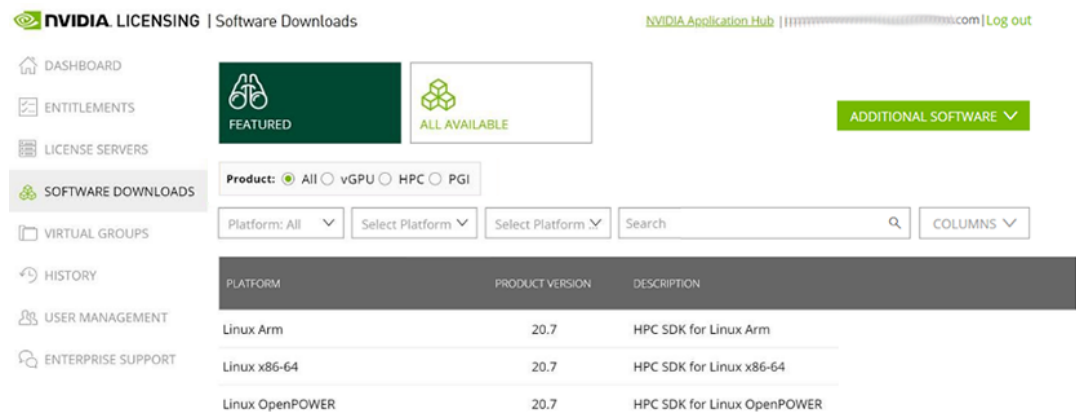 NVIDIA. LICENSING | Software Downloads
NVIDIA Application Hub | .com | Log out
DASHBOARD
ENTITLEMENTS
LICENSE SERVERS
SOFTWARE DOWNLOADS
VIRTUAL GROUPS
HISTORY
USER MANAGEMENT
ENTERPRISE SUPPORT
FEATURED
ALL AVAILABLE
ADDITIONAL SOFTWARE
Product: All vGPU HPC PGI
Platform: All Select Platform Select Platform ... Search COLUMNS
PLATFORM PRODUCT VERSION DESCRIPTION
Linux Arm 20.7 HPC SDK for Linux Arm
Linux x86-64 20.7 HPC SDK for Linux x86-64
Linux OpenPOWER 20.7 HPC SDK for Linux OpenPOWER